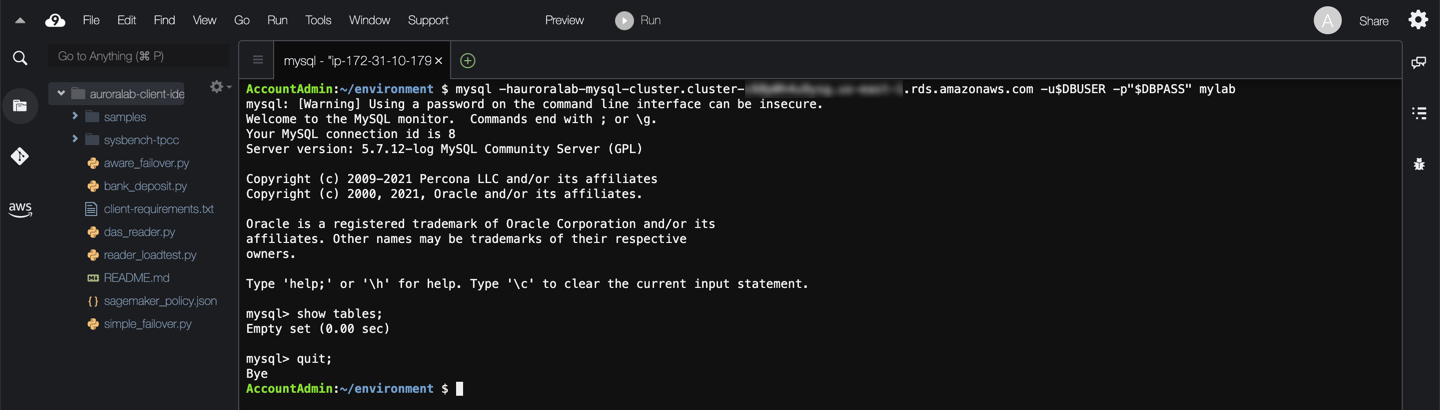 File Edit Find View Go Run Tools Window Support Preview Run A Share
9
Go to Anything (⌘ P)
mysql - "ip-172-31-10-179 ×
auroralab-client-ide
samples
sysbench-tpcc
aware_failover.py
bank_deposit.py
client-requirements.txt
das_reader.py
reader_loadtest.py
README.md
sagemaker_policy.json
simple_failover.py
aws
AccountAdmin:~/environment $ mysql -hauroralab-mysql-cluster.cluster- .rds.amazonaws.com -u$DBUSER -p"$DBPASS" mylab
mysql: [Warning] Using a password on the command line interface can be insecure.
Welcome to the MySQL monitor.  Commands end with ; or \g.
Your MySQL connection id is 8
Server version: 5.7.12-log MySQL Community Server (GPL)
Copyright (c) 2009-2021 Percona LLC and/or its affiliates
Copyright (c) 2000, 2021, Oracle and/or its affiliates.
Oracle is a registered trademark of Oracle Corporation and/or its
affiliates. Other names may be trademarks of their respective
owners.
Type 'help;' or '\h' for help. Type '\c' to clear the current input statement.
mysql> show tables;
Empty set (0.00 sec)
mysql> quit;
Bye
AccountAdmin:~/environment $